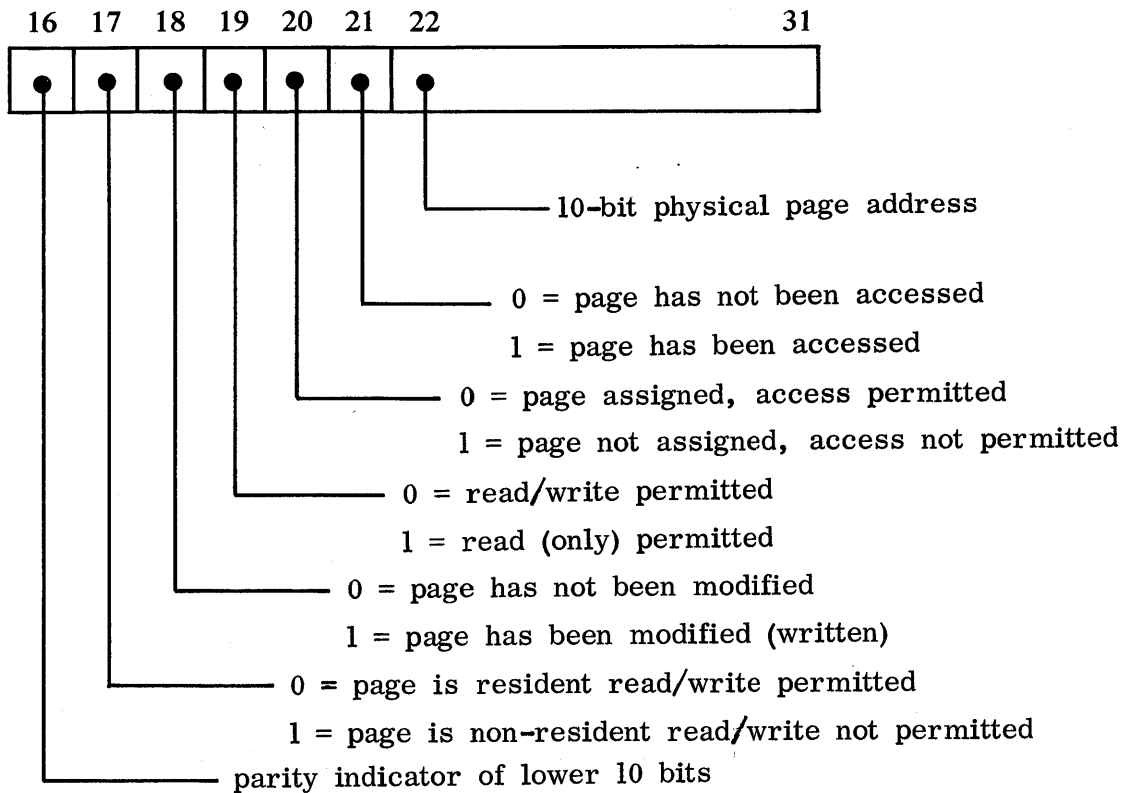 16 17 18 19 20 21 22 31
10-bit physical page address
0 = page has not been accessed
1 = page has been accessed
0 = page assigned, access permitted
1 = page not assigned, access not permitted
0 = read/write permitted
1 = read (only) permitted
0 = page has not been modified
1 = page has been modified (written)
0 = page is resident read/write permitted
1 = page is non-resident read/write not permitted
parity indicator of lower 10 bits